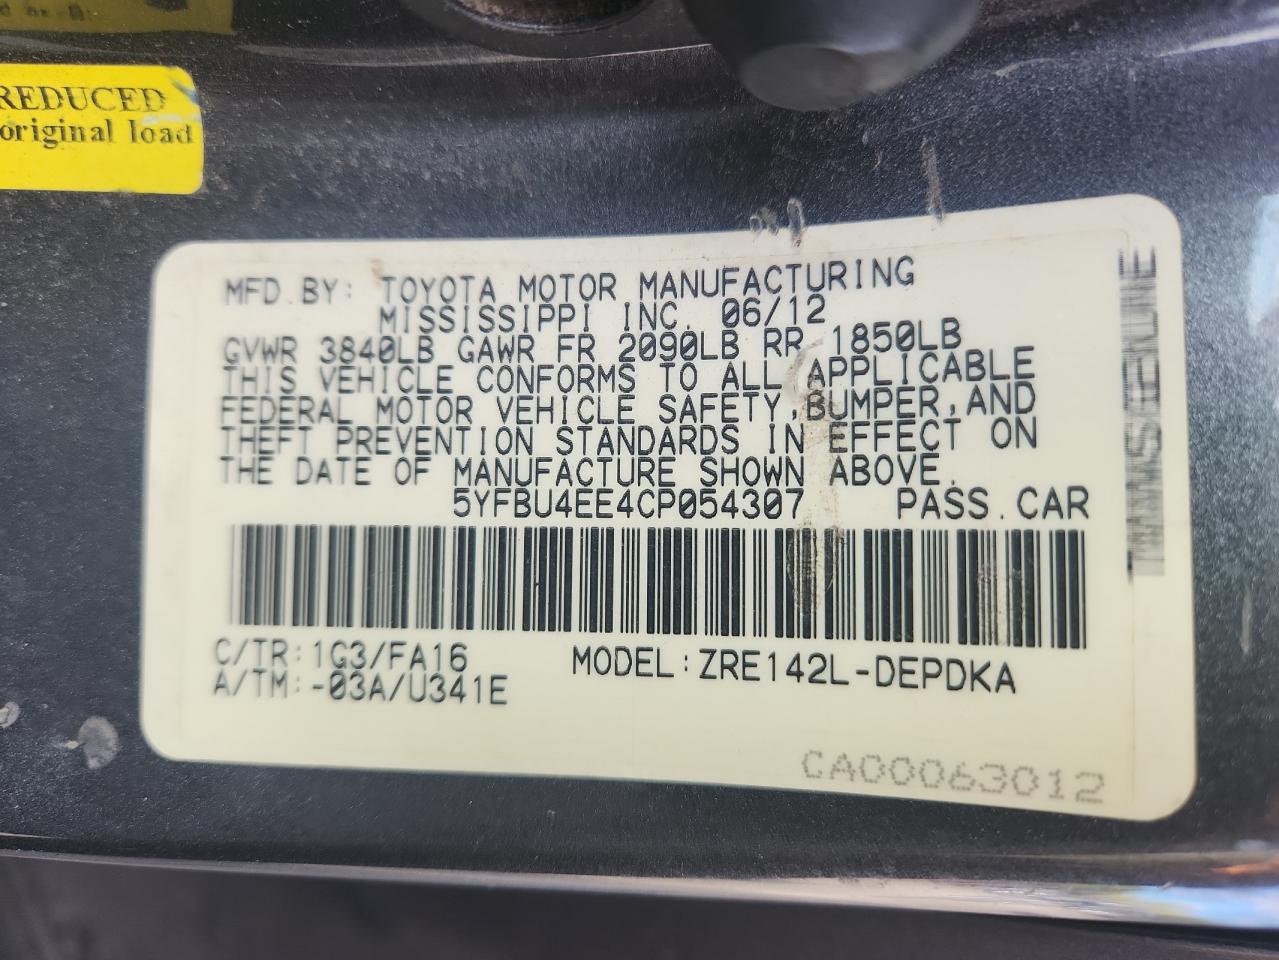 REDUCED
original load
MFD.BY: TOYOTA MOTOR MANUFACTURING
MISSISSIPPI INC. 06/12
GVWR 3840LB GAWR FR 2090LB RR 1850LB
THIS VEHICLE CONFORMS TO ALL APPLICABLE
FEDERAL MOTOR VEHICLE SAFETY,BUMPER,AND
THEFT PREVENTION STANDARDS IN EFFECT ON
THE DATE OF MANUFACTURE SHOWN ABOVE.
5YFBU4EE4CP054307 PASS.CAR
C/TR:1G3/FA16 MODEL:ZRE142L-DEPDKA
A/TM:-03A/U341E
CA00063012